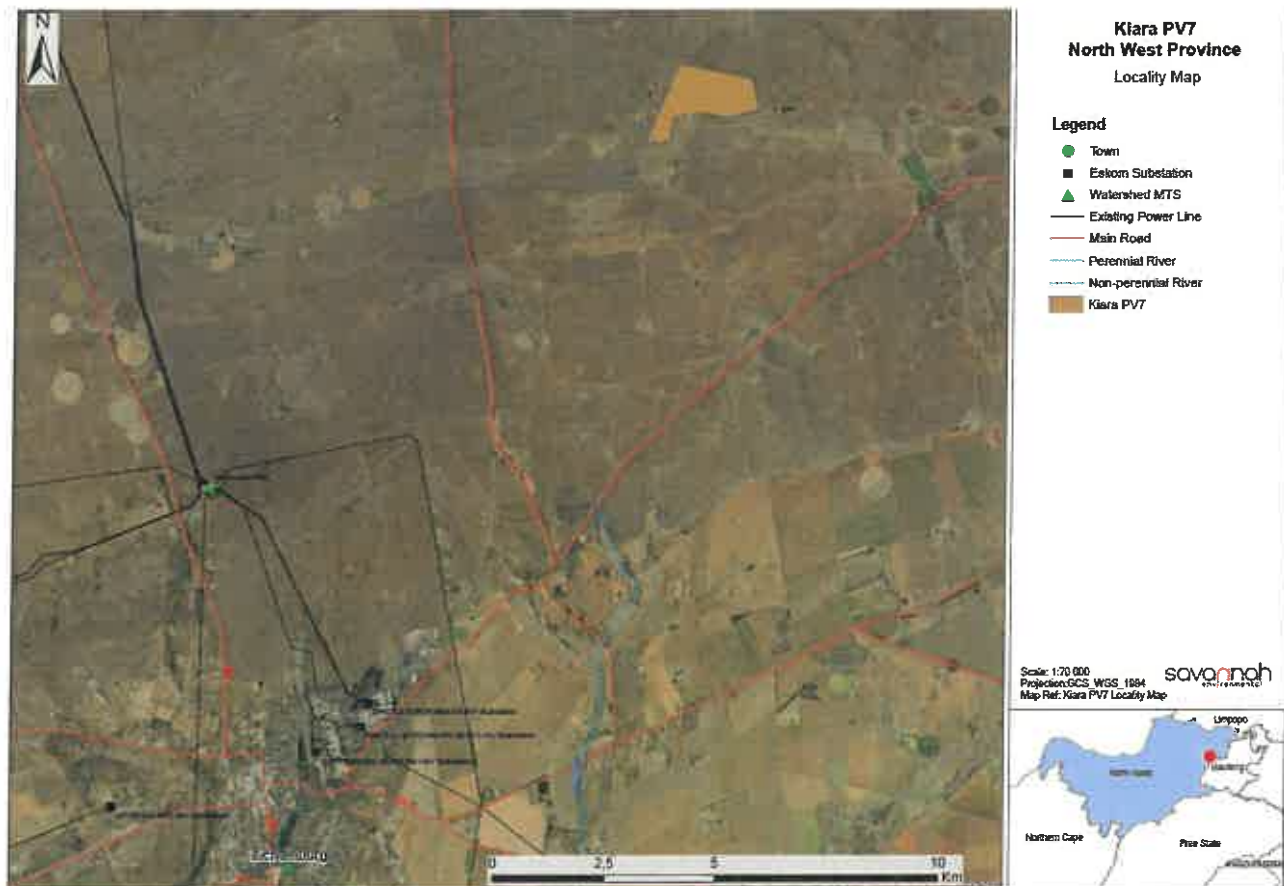 N
Kiara PV7
North West Province
Locality Map
Legend
Town
Eskom Substation
Watershed MTS
Existing Power Line
Main Road
Perennial River
Non-perennial River
Kiara PV7
Scale: 1:70 000
Projection:GCS_WGS_1984
Map Ref: Kiara PV7 Locality Map
savannah
environmental
Limpopo
North West
Gauteng
Northern Cape
Free State
0 2,5 5 10
Km